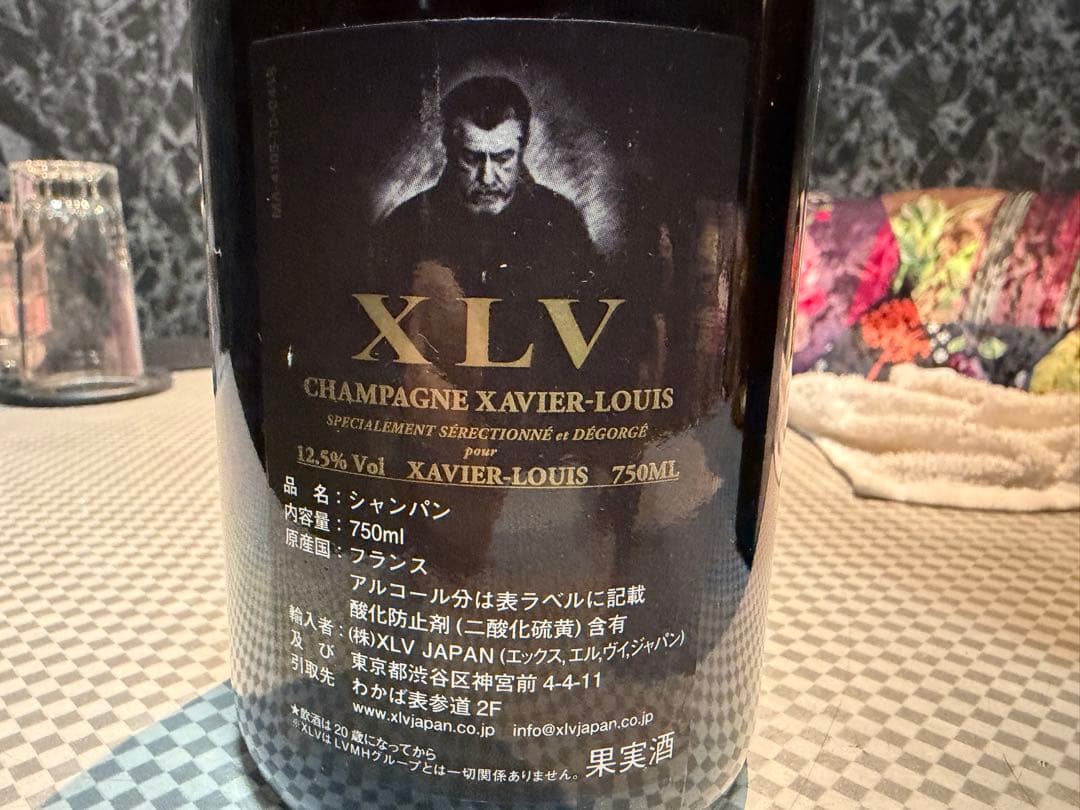 XLV
CHAMPAGNE XAVIER-LOUIS
SPECIALEMENT SÉRECTIONNÉ et DÉGORGÉ
pour
12.5% Vol XAVIER-LOUIS 750ML
品 名：シャンパン
内容量：750ml
原産国：フランス
アルコール分は表ラベルに記載
酸化防止剤(二酸化硫黄)含有
輸入者：(株)XLV JAPAN(エックス,エル,ヴイ,ジャパン)
及 び 東京都渋谷区神宮前 4-4-11
引取先 わかば表参道 2F
www.xlvjapan.co.jp info@xlvjapan.co.jp
★飲酒は20歳になってから
※XLVはLVMHグループとは一切関係ありません。 果実酒